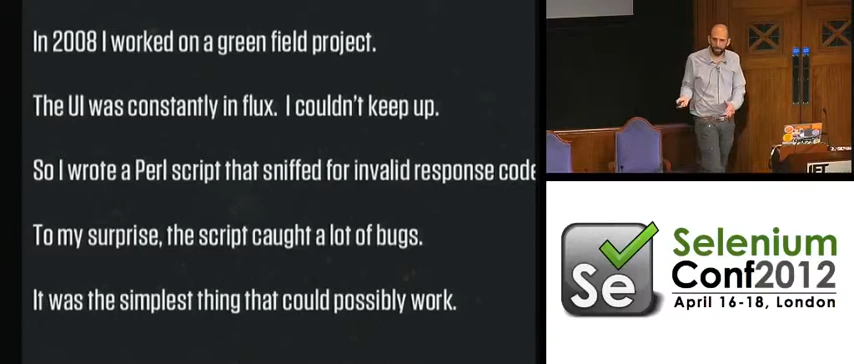 In 2008 I worked on a green field project.
The UI was constantly in flux. I couldn't keep up.
So I wrote a Perl script that sniffed for invalid response code
To my surprise, the script caught a lot of bugs.
It was the simplest thing that could possibly work.
IET
Se
Selenium
Conf2012
April 16-18, London